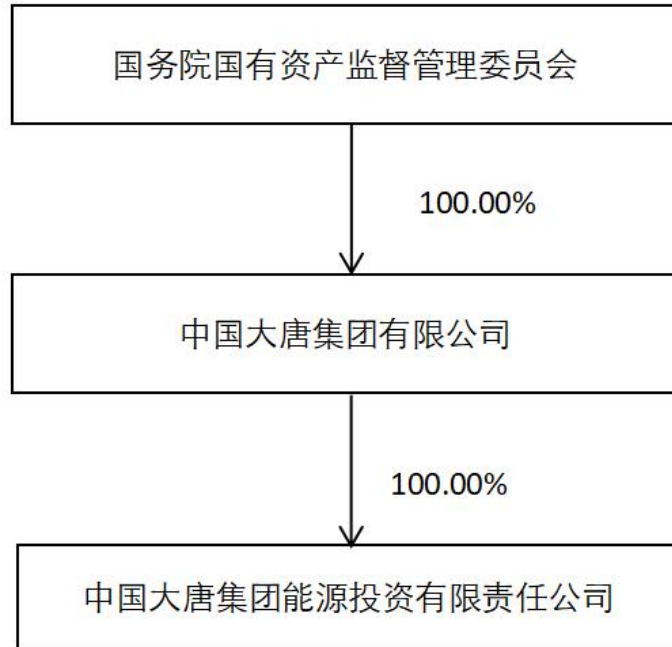 国务院国有资产监督管理委员会
100.00%
中国大唐集团有限公司
100.00%
中国大唐集团能源投资有限责任公司